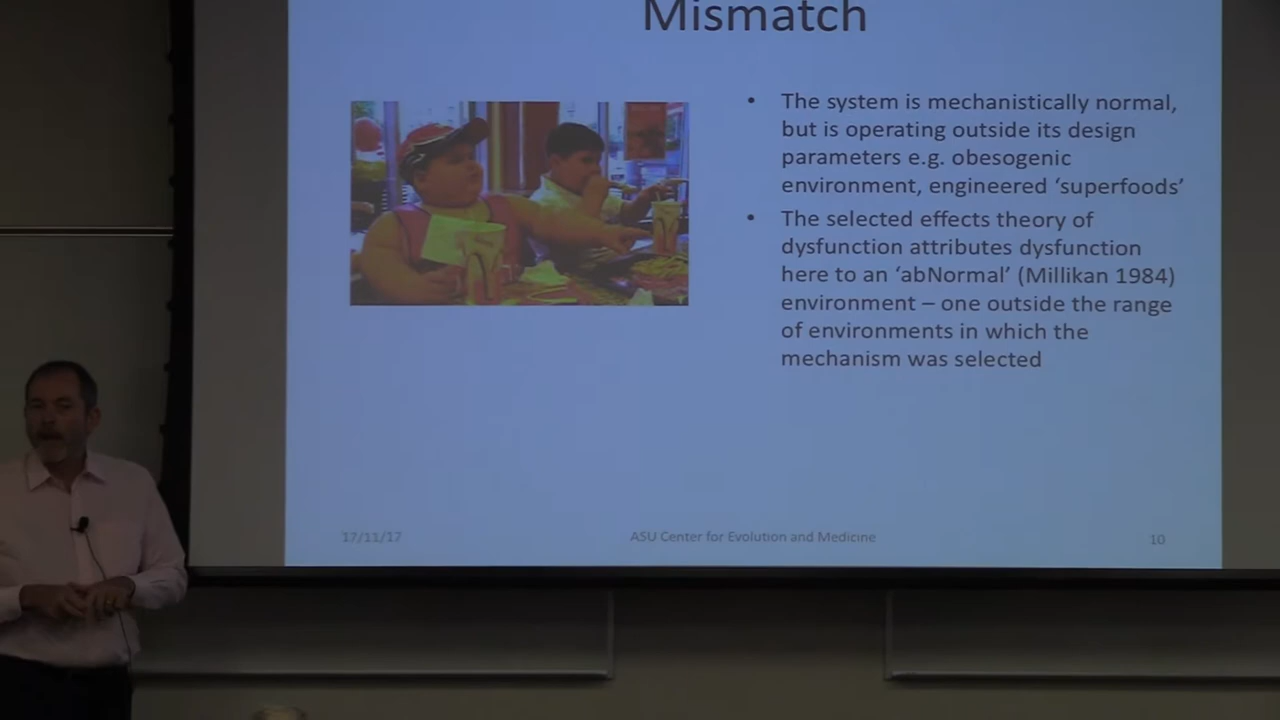 Mismatch
• The system is mechanistically normal,
but is operating outside its design
parameters e.g. obesogenic
environment, engineered ‘superfoods’
• The selected effects theory of
dysfunction attributes dysfunction
here to an ‘abNormal’ (Millikan 1984)
environment – one outside the range
of environments in which the
mechanism was selected
17/11/17
ASU Center for Evolution and Medicine
10